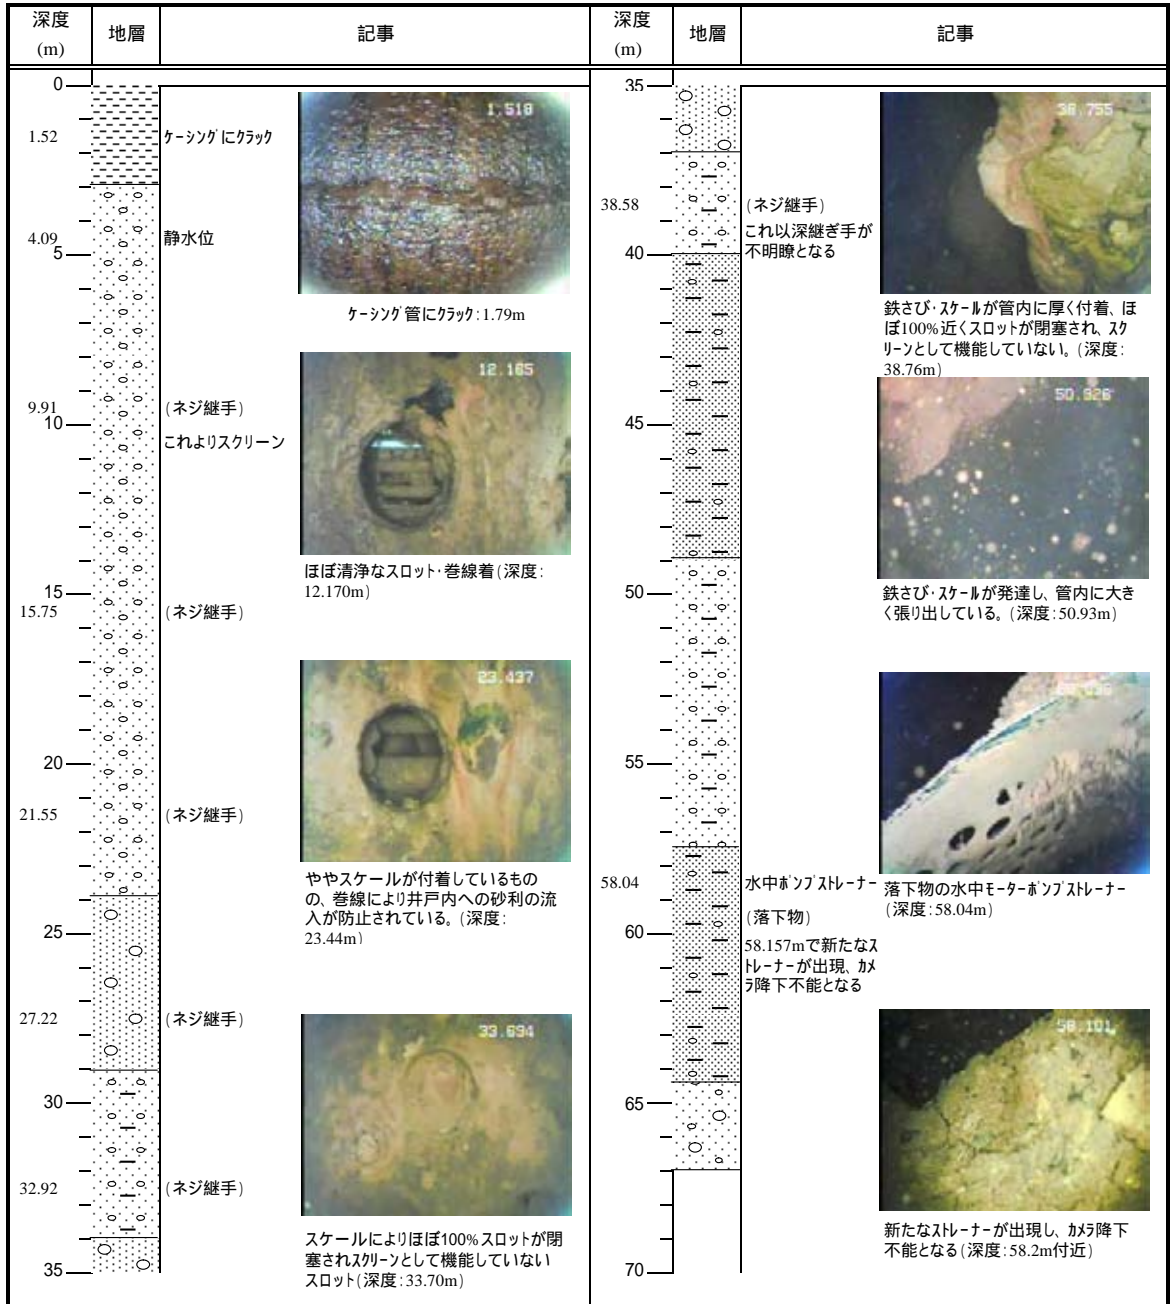 深度
(m)
地層
記事
0
1.52
ケーシングにクラック
1.518
ケーシング管にクラック:1.79m
4.09
静水位
5
12.165
9.91
(ネジ継手)
10
これよりスクリーン
ほぼ清浄なスロット・巻線着(深度:
12.170m)
15
15.75
(ネジ継手)
23.437
20
21.55
(ネジ継手)
ややスケールが付着しているもの
の、巻線により井戸内への砂利の流
入が防止されている。(深度:
23.44m)
25
27.22
(ネジ継手)
33.694
30
32.92
(ネジ継手)
スケールによりほぼ100%スロットが閉
塞されスクリーンとして機能していない
スロット(深度:33.70m)
35
深度
(m)
地層
記事
35
38.755
38.58
(ネジ継手)
これ以深継ぎ手が
不明瞭となる
40
鉄さび・スケールが管内に厚く付着、ほ
ぼ100%近くスロットが閉塞され、スク
リーンとして機能していない。(深度:
38.76m)
50.926
45
50
鉄さび・スケールが発達し、管内に大き
く張り出している。(深度:50.93m)
55
58.04
水中ポンプストレーナー
(落下物)
落下物の水中モーターポンプストレーナー
(深度:58.04m)
60
58.157mで新たなス
トレーナーが出現、カメ
ラ降下不能となる
58.101
65
新たなストレーナーが出現し、カメラ降下
不能となる(深度:58.2m付近)
70